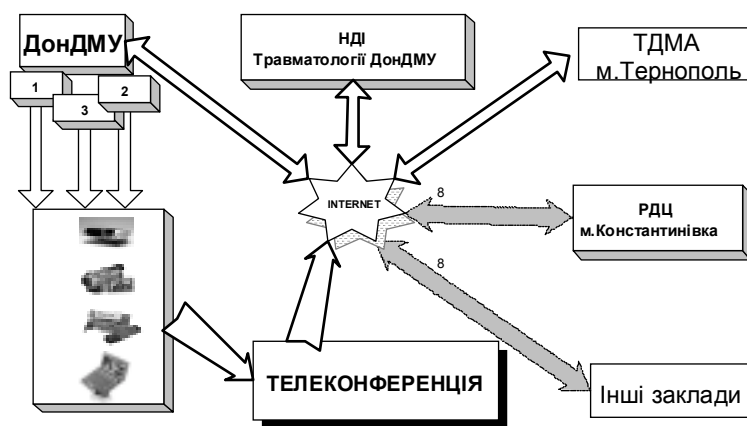 ДонДМУ
1
2
3
НДІ
Травматології ДонДМУ
ТДМА
м.Тернополь
INTERNET
8
РДЦ
м.Константинівка
8
ТЕЛЕКОНФЕРЕНЦІЯ
Інші заклади